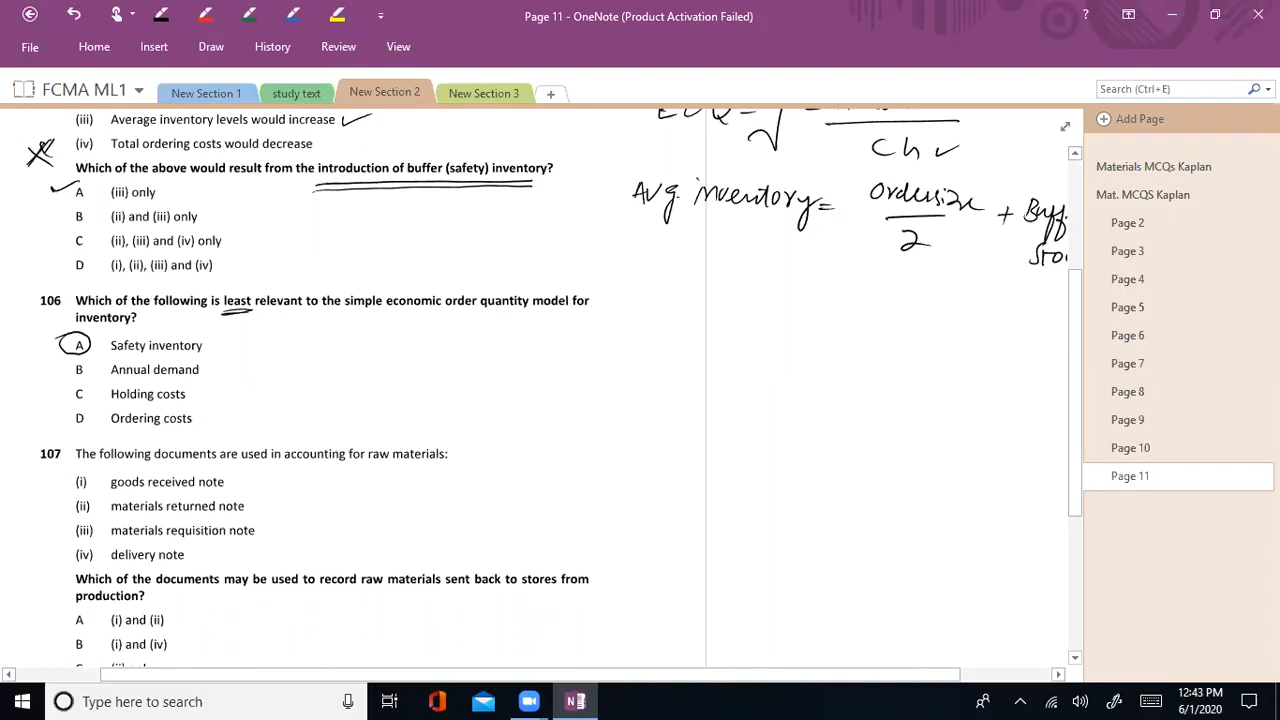 Page 11 - OneNote (Product Activation Failed)
?
File
Home
Insert
Draw
History
Review
View
FCMA ML1
New Section 1
study text
New Section 2
New Section 3
Search (Ctrl+E)
Add Page
Materials MCQs Kaplan
Mat. MCQS Kaplan
Page 2
Page 3
Page 4
Page 5
Page 6
Page 7
Page 8
Page 9
Page 10
Page 11
(iii) Average inventory levels would increase
(iv) Total ordering costs would decrease
Which of the above would result from the introduction of buffer (safety) inventory?
A (iii) only
B (ii) and (iii) only
C (ii), (iii) and (iv) only
D (i), (ii), (iii) and (iv)
106 Which of the following is least relevant to the simple economic order quantity model for
inventory?
A Safety inventory
B Annual demand
C Holding costs
D Ordering costs
107 The following documents are used in accounting for raw materials:
(i) goods received note
(ii) materials returned note
(iii) materials requisition note
(iv) delivery note
Which of the documents may be used to record raw materials sent back to stores from
production?
A (i) and (ii)
B (i) and (iv)
EOQ = √
Ch
Avg. inventory = Ordersize
2
+ Buff
Sto
Type here to search
12:43 PM
6/1/2020